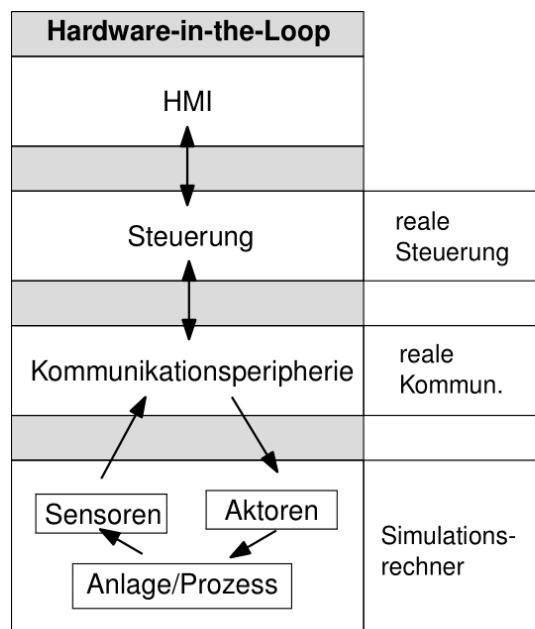 Hardware-in-the-Loop
HMI
Steuerung
reale
Steuerung
Kommunikationsperipherie
reale
Kommun.
Sensoren
Aktoren
Anlage/Prozess
Simulations-
rechner